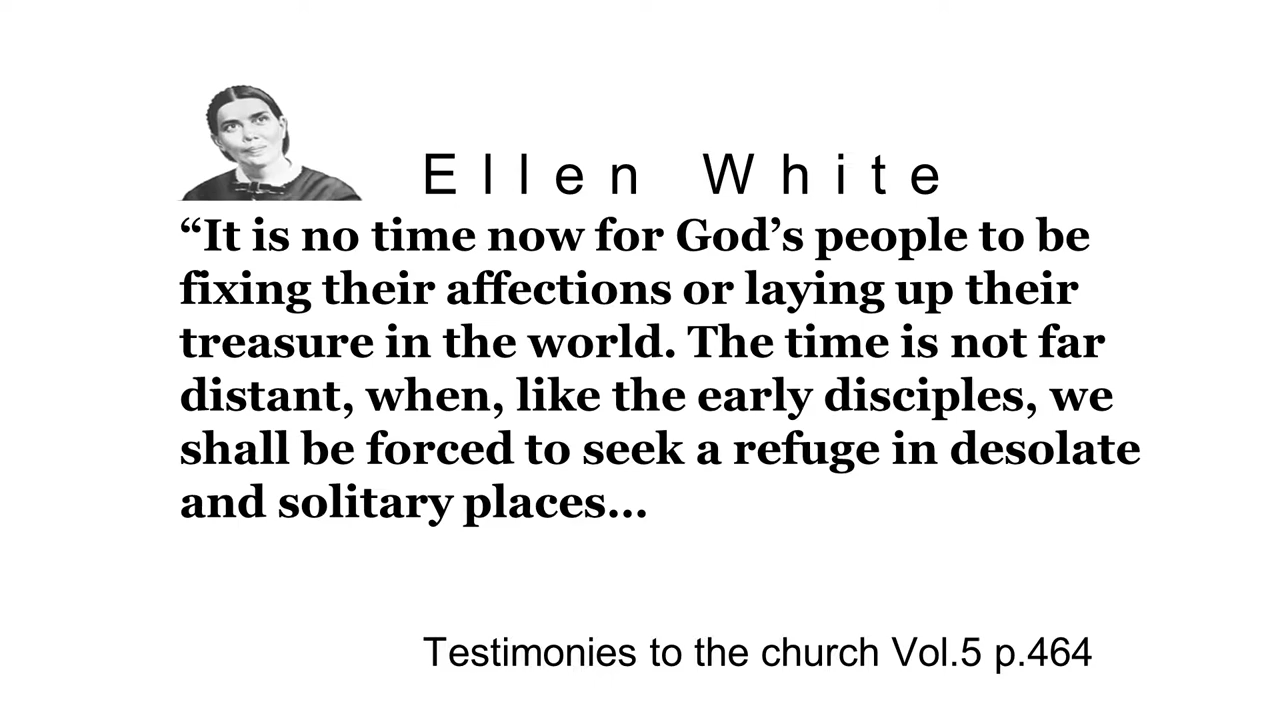 Ellen White
“It is no time now for God’s people to be
fixing their affections or laying up their
treasure in the world. The time is not far
distant, when, like the early disciples, we
shall be forced to seek a refuge in desolate
and solitary places...
Testimonies to the church Vol.5 p.464